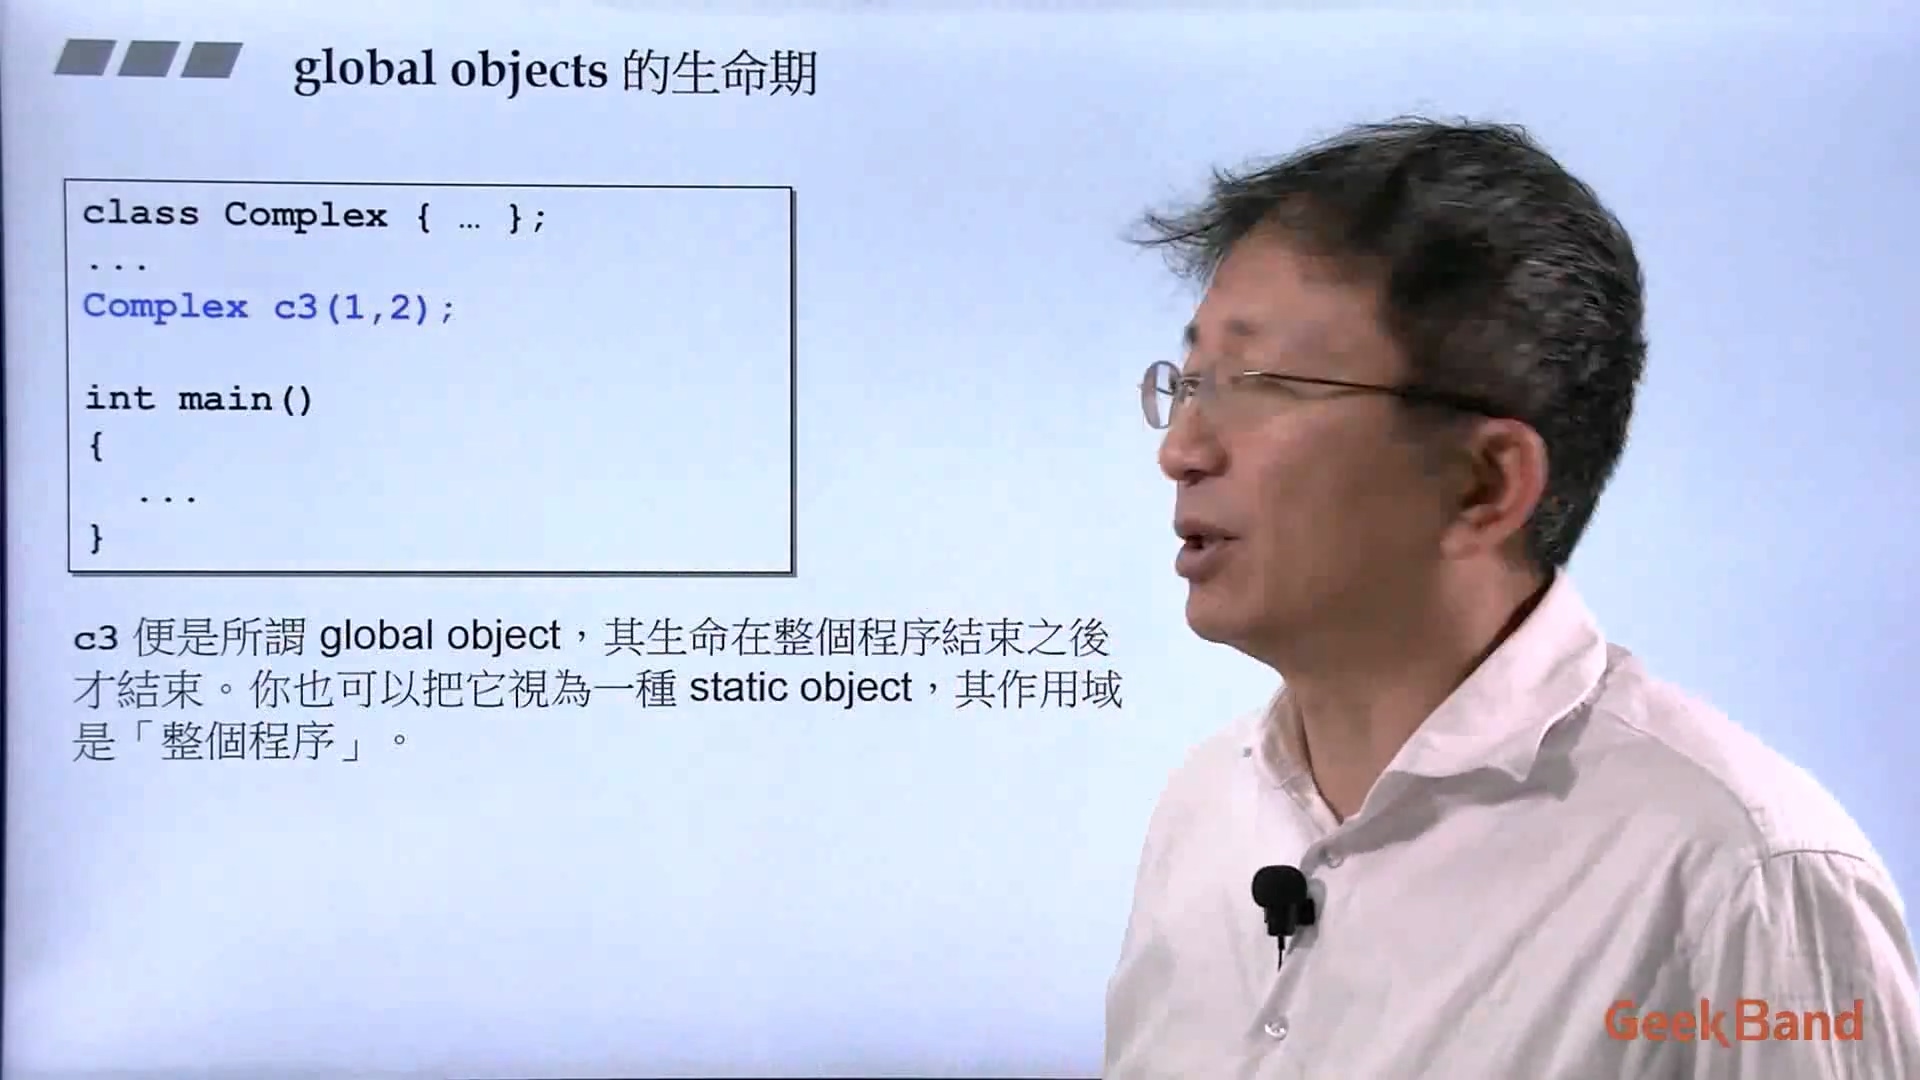 global objects 的生命期
class Complex { … };
...
Complex c3(1,2);
int main()
{
...
}
c3 便是所謂 global object，其生命在整個程序結束之後
才結束。你也可以把它視為一種 static object，其作用域
是「整個程序」。
GeekBand